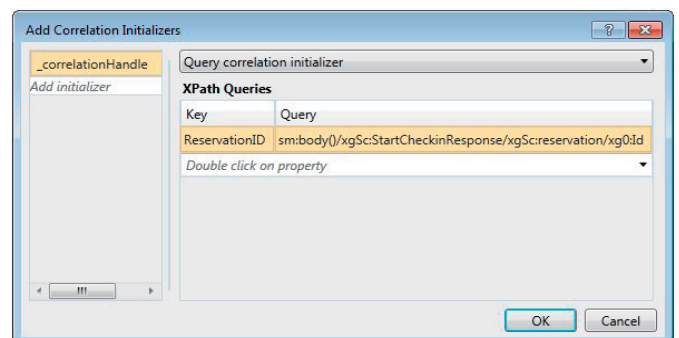 Add Correlation Initializers
_correlationHandle
Add initializer
Query correlation initializer
XPath Queries
Key Query
ReservationID sm:body()/xgSc:StartCheckinResponse/xgSc:reservation/xg0:Id
Double click on property
OK Cancel